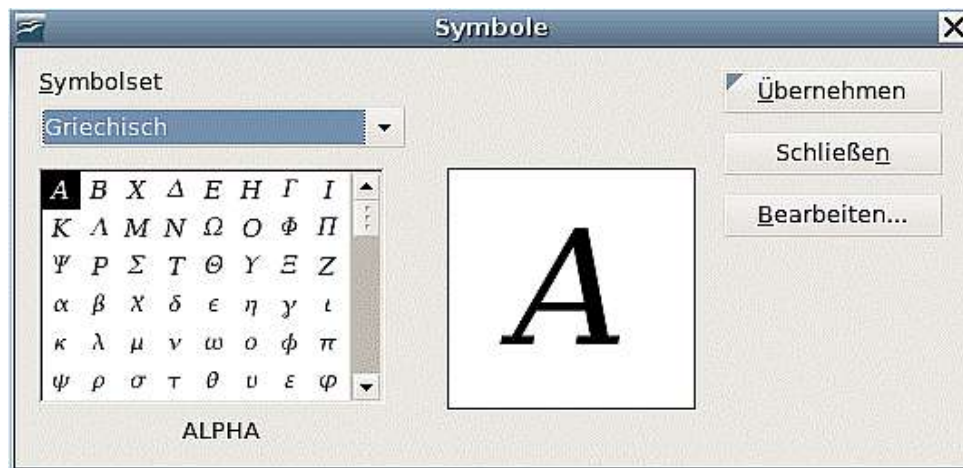 Symbole
Symbolset
Griechisch
Α Β Χ Δ Ε Η Γ Ι
Κ Λ Μ Ν Ω Ο Φ Π
Ψ Ρ Σ Τ Θ Υ Ξ Ζ
α β χ δ ϵ η γ ι
κ λ μ ν ω ο ϕ π
ψ ρ σ τ θ υ ε φ
ALPHA
Α
Übernehmen
Schließen
Bearbeiten...